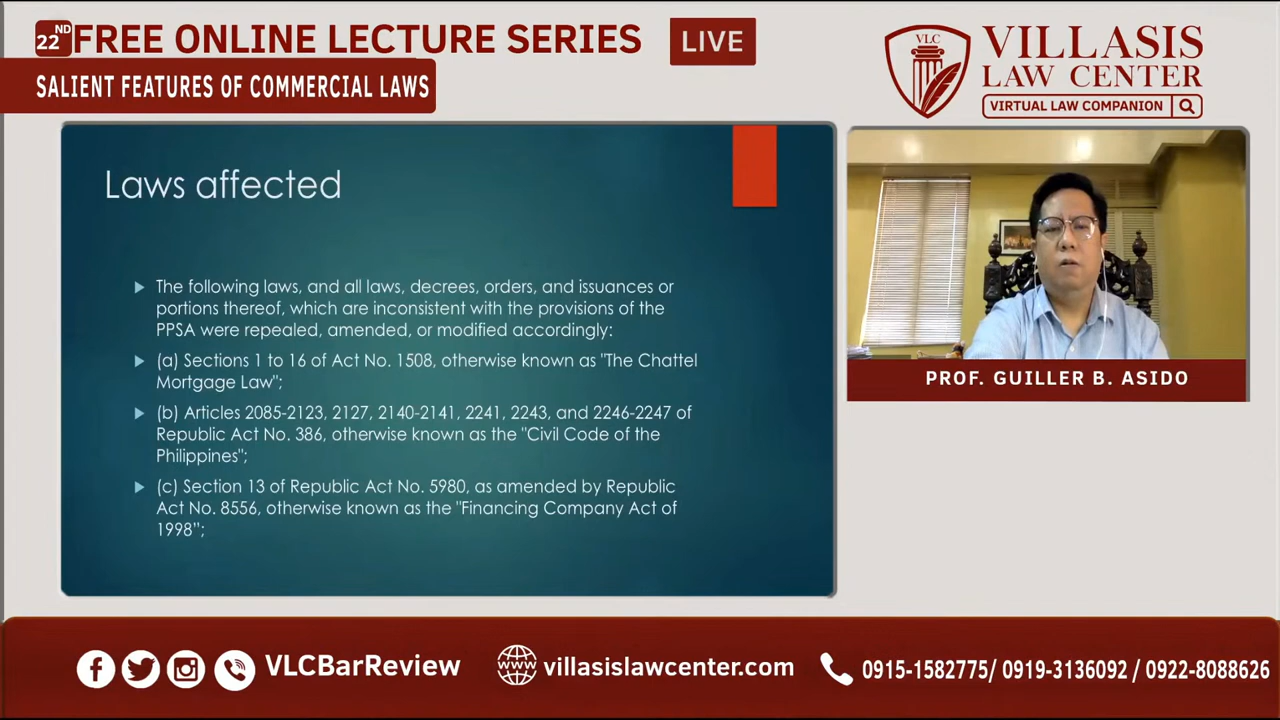 22ND FREE ONLINE LECTURE SERIES
LIVE
SALIENT FEATURES OF COMMERCIAL LAWS
VLC
VILLASIS
LAW CENTER
VIRTUAL LAW COMPANION
Laws affected
The following laws, and all laws, decrees, orders, and issuances or
portions thereof, which are inconsistent with the provisions of the
PPSA were repealed, amended, or modified accordingly:
(a) Sections 1 to 16 of Act No. 1508, otherwise known as "The Chattel
Mortgage Law";
(b) Articles 2085-2123, 2127, 2140-2141, 2241, 2243, and 2246-2247 of
Republic Act No. 386, otherwise known as the "Civil Code of the
Philippines";
(c) Section 13 of Republic Act No. 5980, as amended by Republic
Act No. 8556, otherwise known as the "Financing Company Act of
1998";
PROF. GUILLER B. ASIDO
VLCBarReview
www
villasislawcenter.com
0915-1582775/ 0919-3136092 / 0922-8088626